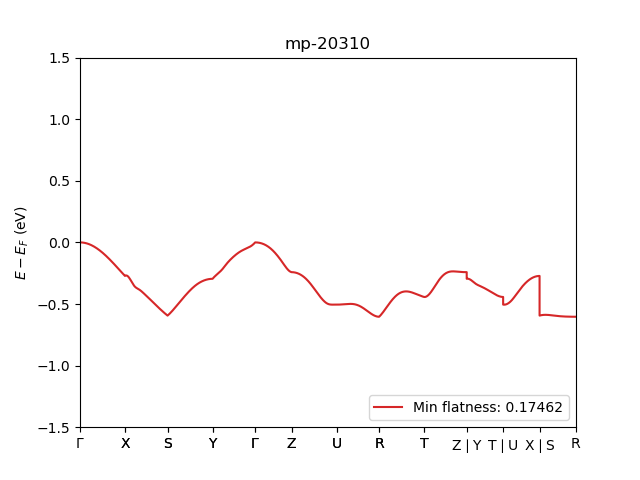 mp-20310
1.5
1.0
0.5
0.0
−0.5
−1.0
−1.5
E − E_F (eV)
Min flatness: 0.17462
Γ X S Y Γ Z U R T Z | Y T | U X | S R